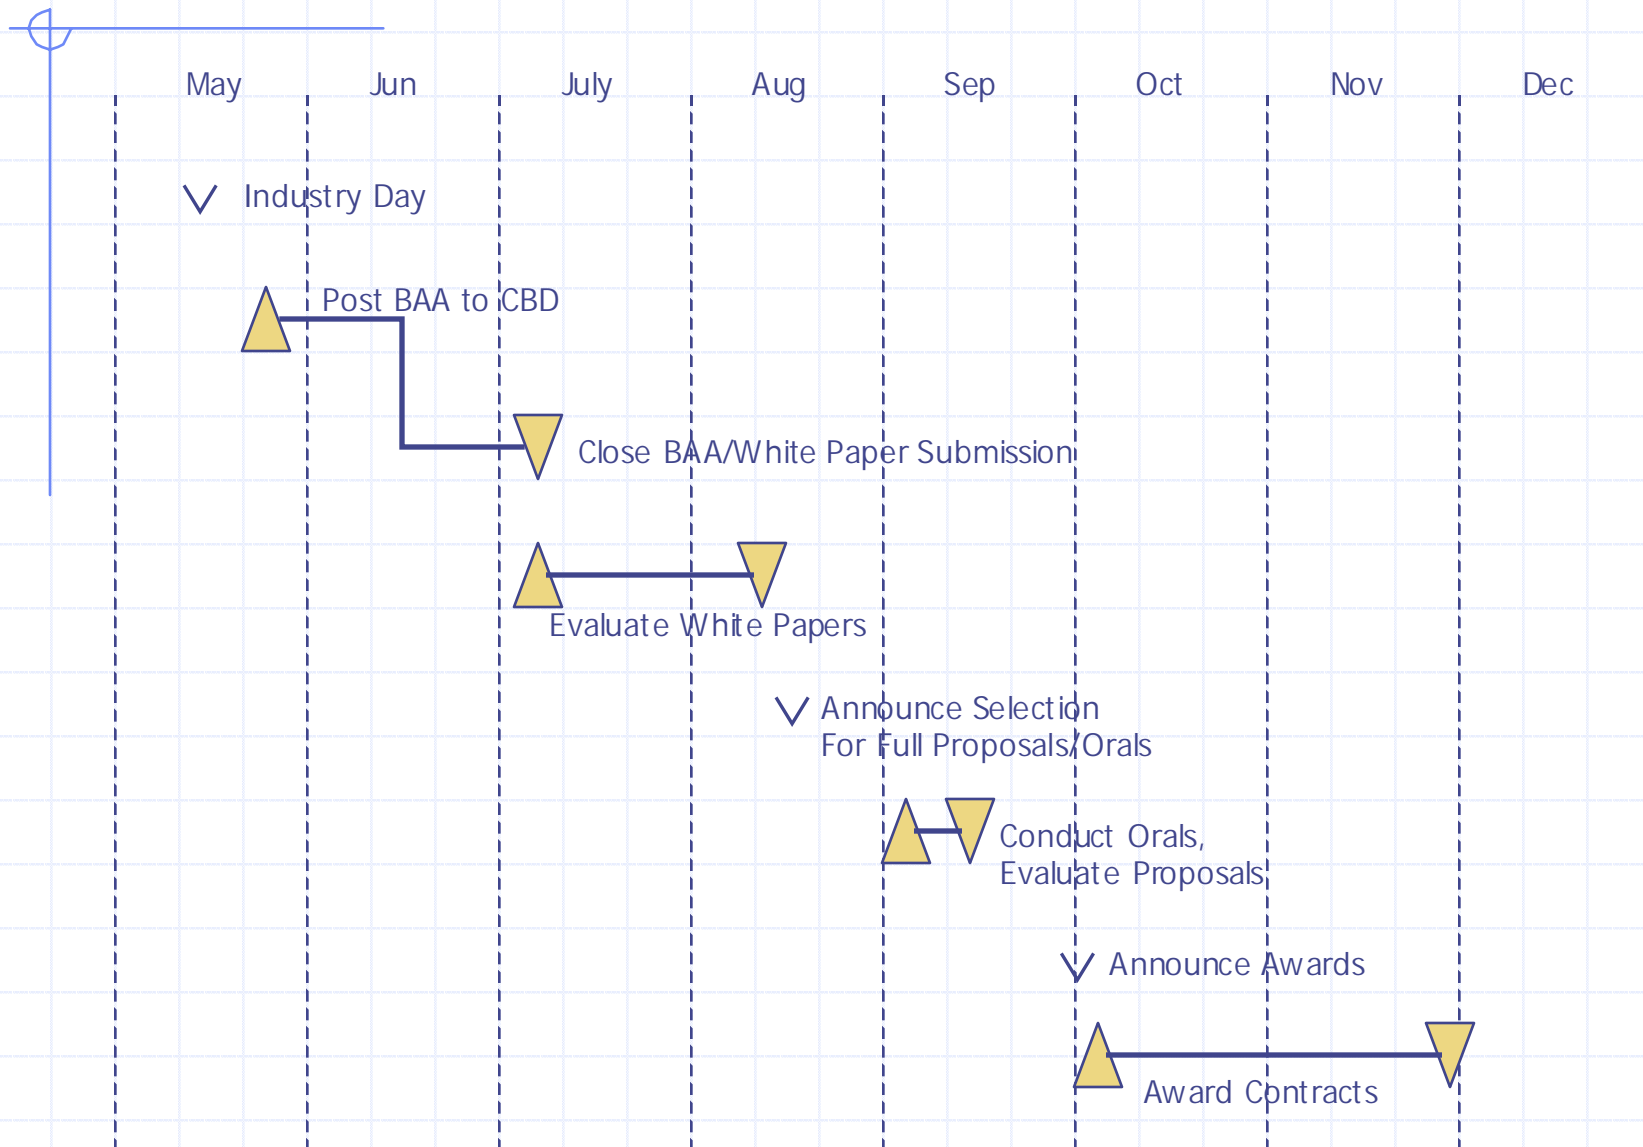 May Jun July Aug Sep Oct Nov Dec
Industry Day
Post BAA to CBD
Close BAA/White Paper Submission
Evaluate White Papers
Announce Selection
For Full Proposals/Orals
Conduct Orals,
Evaluate Proposals
Announce Awards
Award Contracts